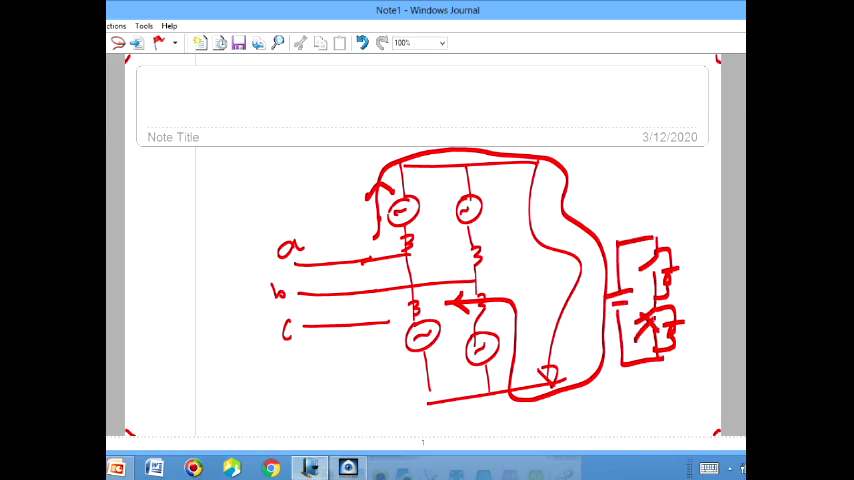 Note1 - Windows Journal
ctions Tools Help
100%
Note Title
3/12/2020
a
b
c
1